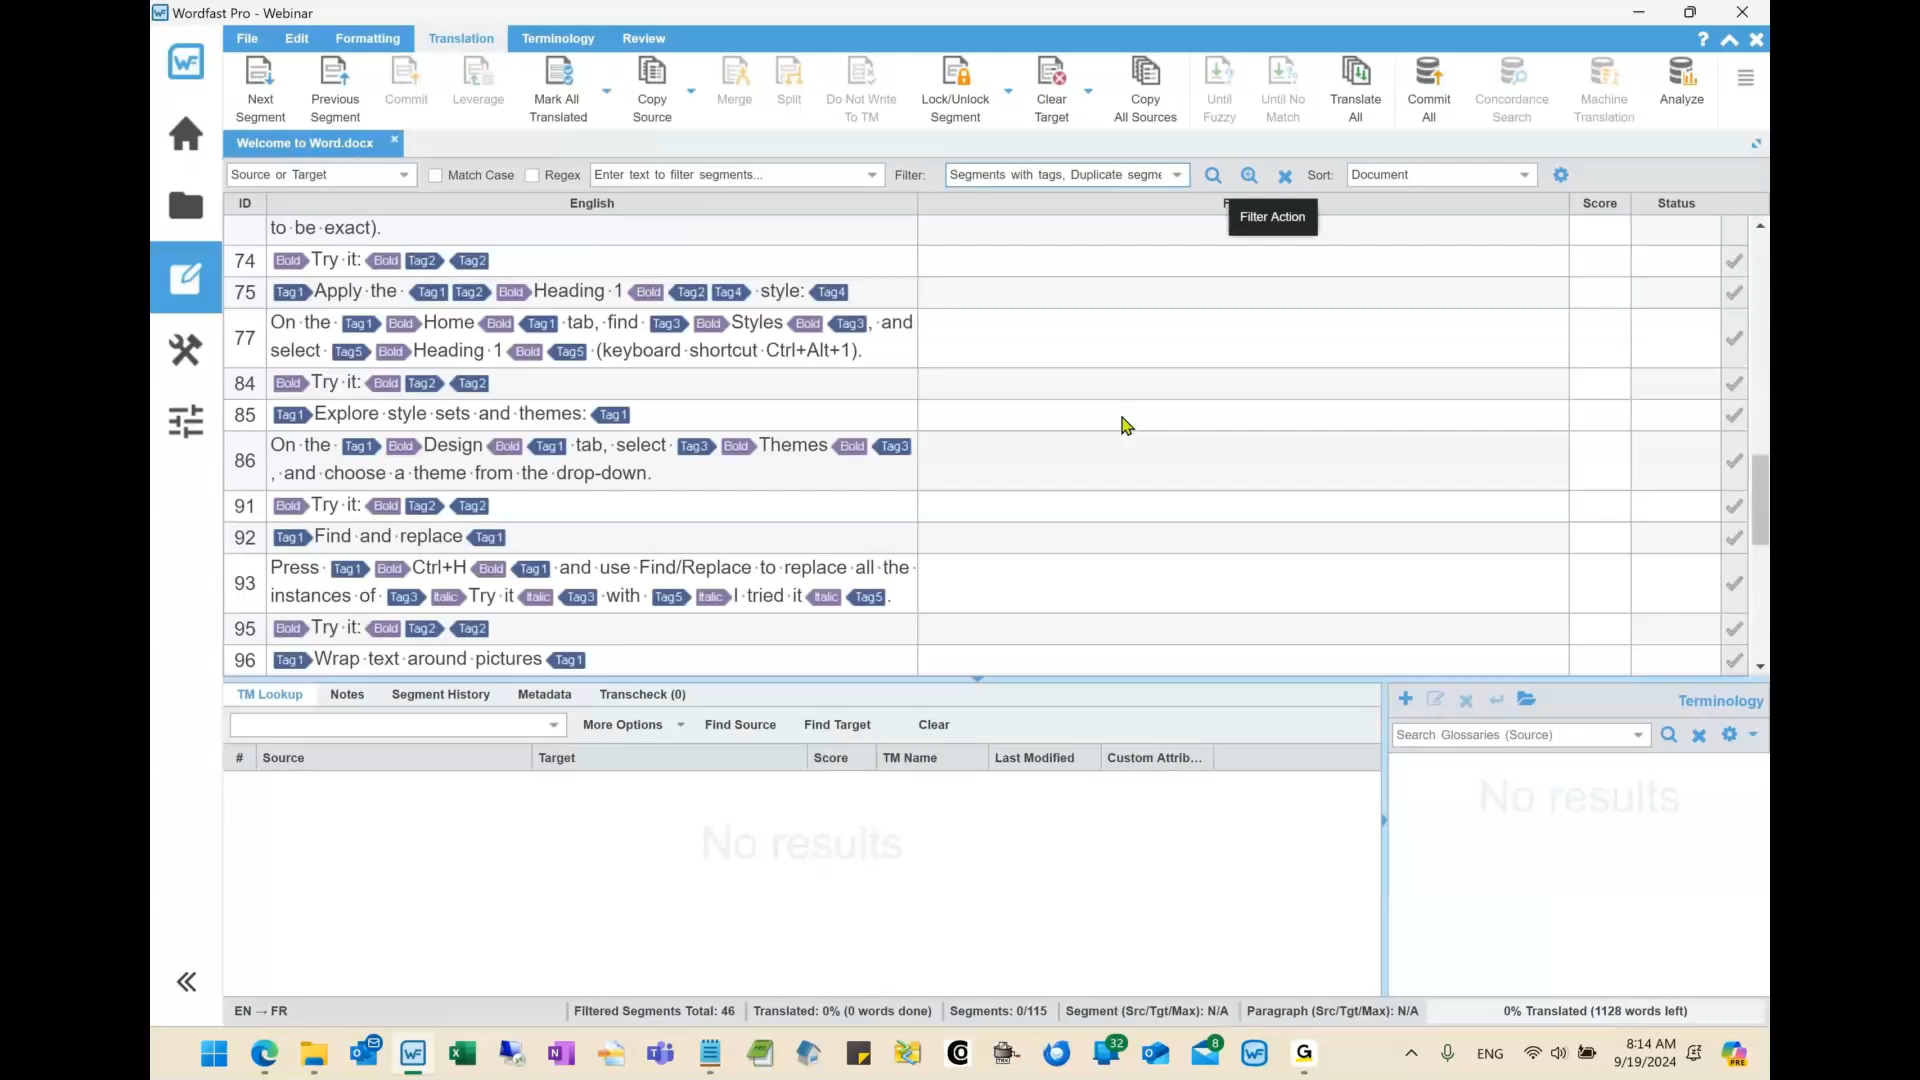 Wordfast Pro - Webinar
File Edit Formatting Translation Terminology Review
Next Segment
Previous Segment
Commit
Leverage
Mark All Translated
Copy Source
Merge
Split
Do Not Write To TM
Lock/Unlock Segment
Clear Target
Copy All Sources
Until Fuzzy
Until No Match
Translate All
Commit All
Concordance Search
Machine Translation
Analyze
Welcome to Word.docx
Source or Target Match Case Regex Enter text to filter segments... Filter: Segments with tags, Duplicate segme Sort: Document
ID English Score Status
Filter Action
to·be·exact).
74 Bold Try·it: Bold Tag2 Tag2
75 Tag1 Apply·the· Tag1 Tag2 Bold Heading·1 Bold Tag2 Tag4 ·style: Tag4
77 On·the· Tag1 Bold Home Bold Tag1 ·tab,·find· Tag3 Bold Styles Bold Tag3 ,·and
select· Tag5 Bold Heading·1 Bold Tag5 ·(keyboard·shortcut·Ctrl+Alt+1).
84 Bold Try·it: Bold Tag2 Tag2
85 Tag1 Explore·style·sets·and·themes: Tag1
86 On·the· Tag1 Bold Design Bold Tag1 ·tab,·select· Tag3 Bold Themes Bold Tag3
,·and·choose·a·theme·from·the·drop-down.
91 Bold Try·it: Bold Tag2 Tag2
92 Tag1 Find·and·replace Tag1
93 Press· Tag1 Bold Ctrl+H Bold Tag1 ·and·use·Find/Replace·to·replace·all·the·
instances·of· Tag3 Italic Try·it Italic Tag3 ·with· Tag5 Italic I·tried·it Italic Tag5 .
95 Bold Try·it: Bold Tag2 Tag2
96 Tag1 Wrap·text·around·pictures Tag1
TM Lookup Notes Segment History Metadata Transcheck (0)
More Options Find Source Find Target Clear
# Source Target Score TM Name Last Modified Custom Attrib...
No results
Terminology
Search Glossaries (Source)
No results
EN → FR Filtered Segments Total: 46 Translated: 0% (0 words done) Segments: 0/115 Segment (Src/Tgt/Max): N/A Paragraph (Src/Tgt/Max): N/A 0% Translated (1128 words left)
32 8 ENG 8:14 AM
9/19/2024